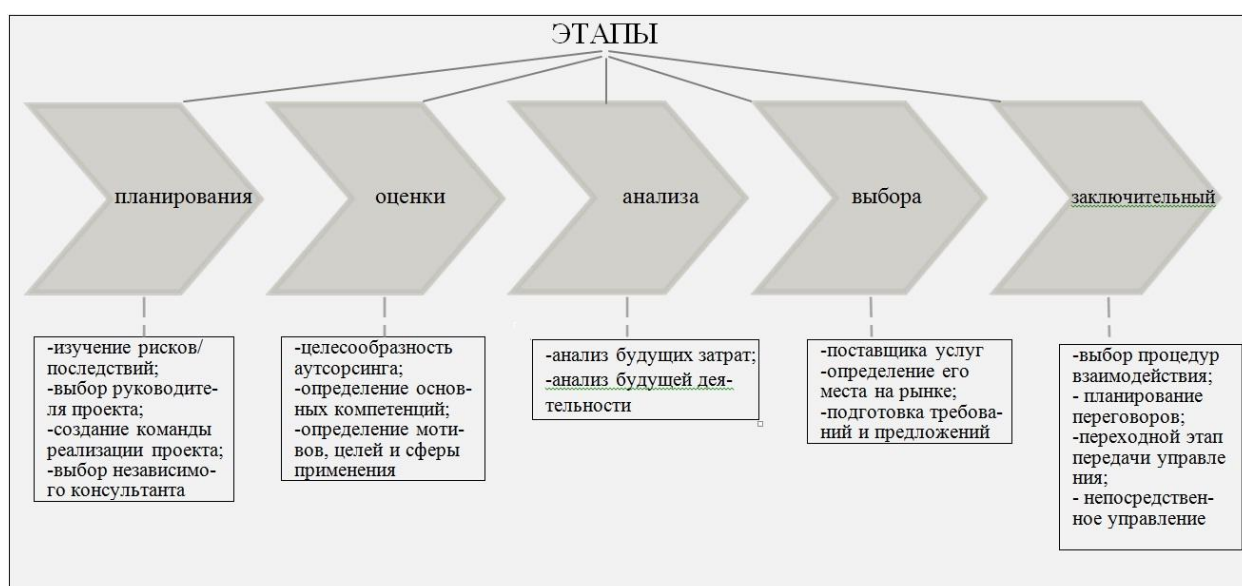 ЭТАПЫ
планирования
оценки
анализа
выбора
заключительный
-изучение рисков/
последствий;
-выбор руководите-
ля проекта;
-создание команды
реализации проекта;
-выбор независимо-
го консультанта
-целесообразность
аутсорсинга;
-определение основ-
ных компетенций;
-определение моти-
вов, целей и сферы
применения
-анализ будущих затрат;
-анализ будущей дея-
тельности
-поставщика услуг
-определение его
места на рынке;
-подготовка требова-
ний и предложений
-выбор процедур
взаимодействия;
- планирование
переговоров;
-переходной этап
передачи управле
ния;
- непосредствен-
ное управление